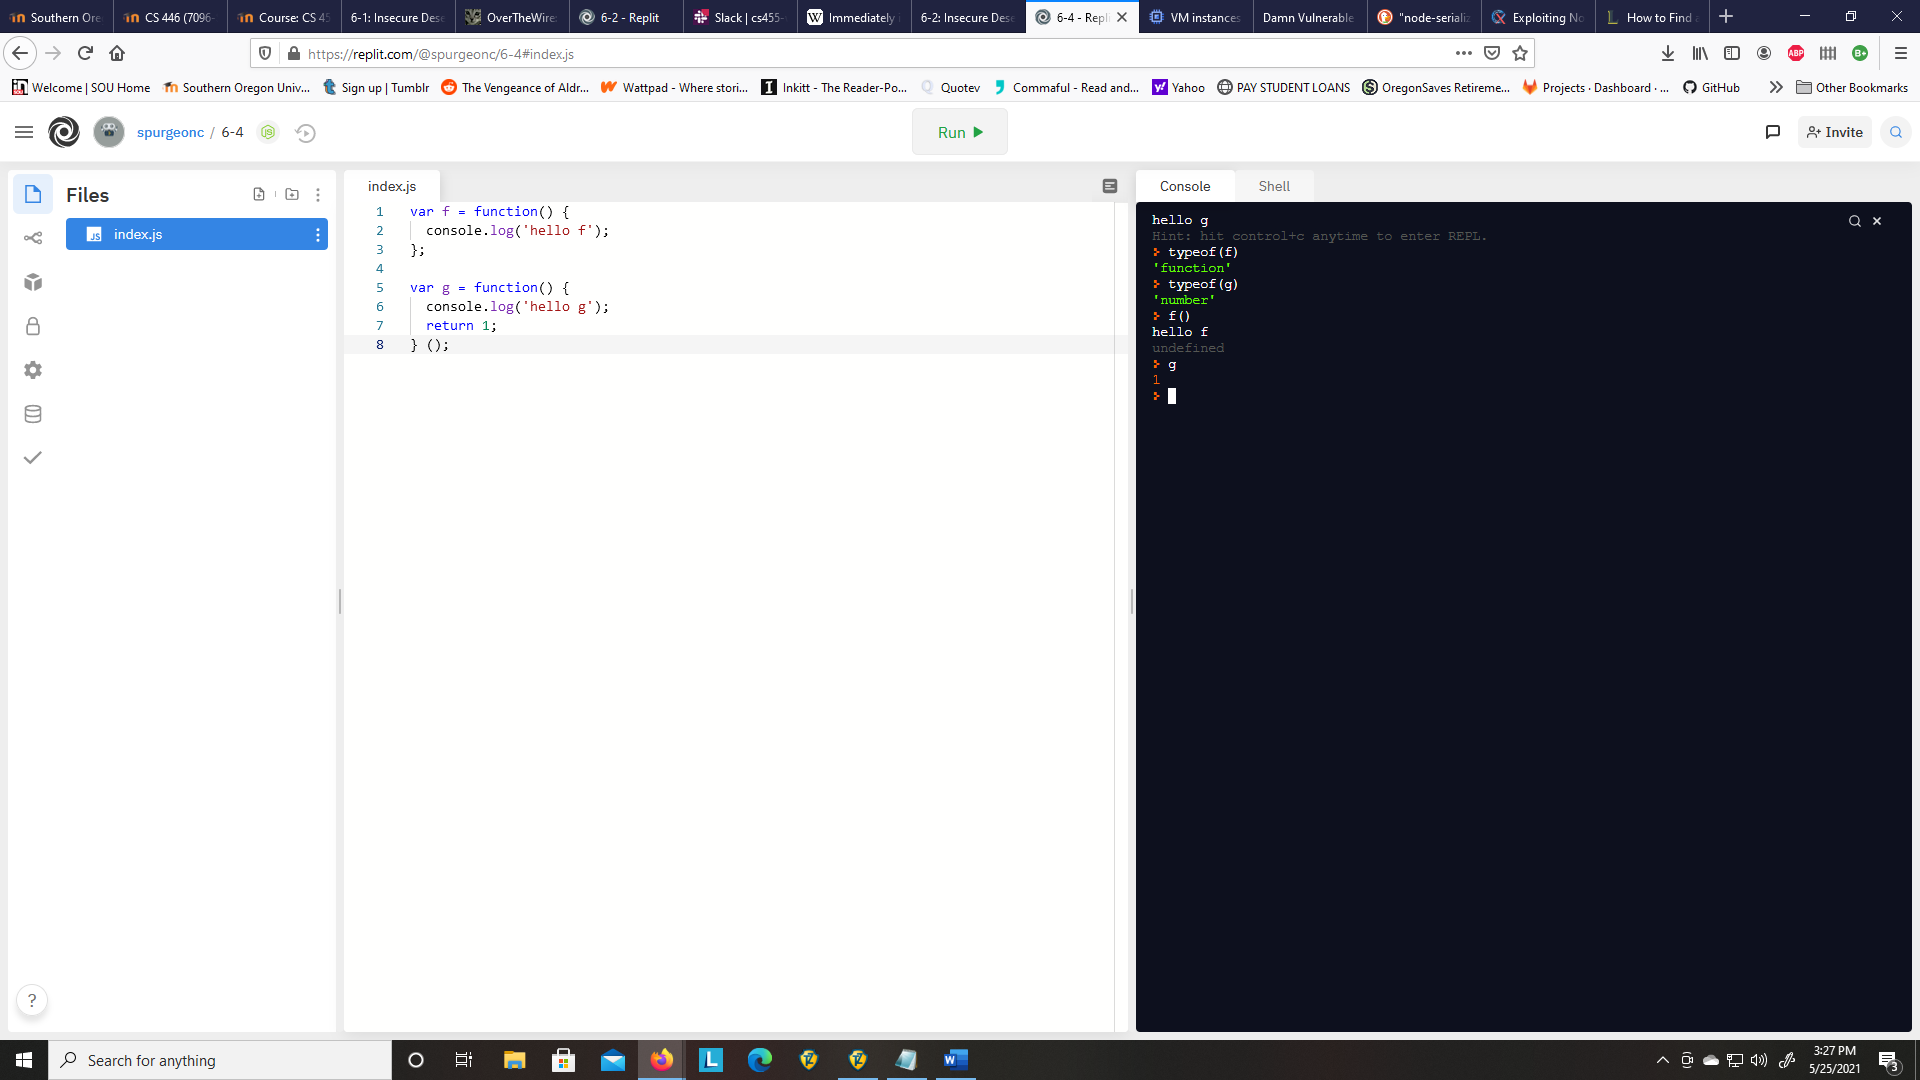 Southern Ore
CS 446 (7096-
Course: CS 45
6-1: Insecure Dese
OverTheWire:
6-2 - Replit
Slack | cs455-
Immediately i
6-2: Insecure Dese
6-4 - Repli
VM instances
Damn Vulnerable
"node-serializ
Exploiting No
How to Find a
https://replit.com/@spurgeonc/6-4#index.js
ABP
B+
Welcome | SOU Home
Southern Oregon Univ...
Sign up | Tumblr
The Vengeance of Aldr...
Wattpad - Where stori...
Inkitt - The Reader-Po...
Quotev
Commaful - Read and...
Yahoo
PAY STUDENT LOANS
OregonSaves Retireme...
Projects · Dashboard · ...
GitHub
Other Bookmarks
spurgeonc / 6-4
Run
Invite
Files
index.js
index.js
1 var f = function() {
2 console.log('hello f');
3 };
4
5 var g = function() {
6 console.log('hello g');
7 return 1;
8 } ();
Console
Shell
hello g
Hint: hit control+c anytime to enter REPL.
> typeof(f)
'function'
> typeof(g)
'number'
> f()
hello f
undefined
> g
1
>
?
Search for anything
3:27 PM
5/25/2021
3